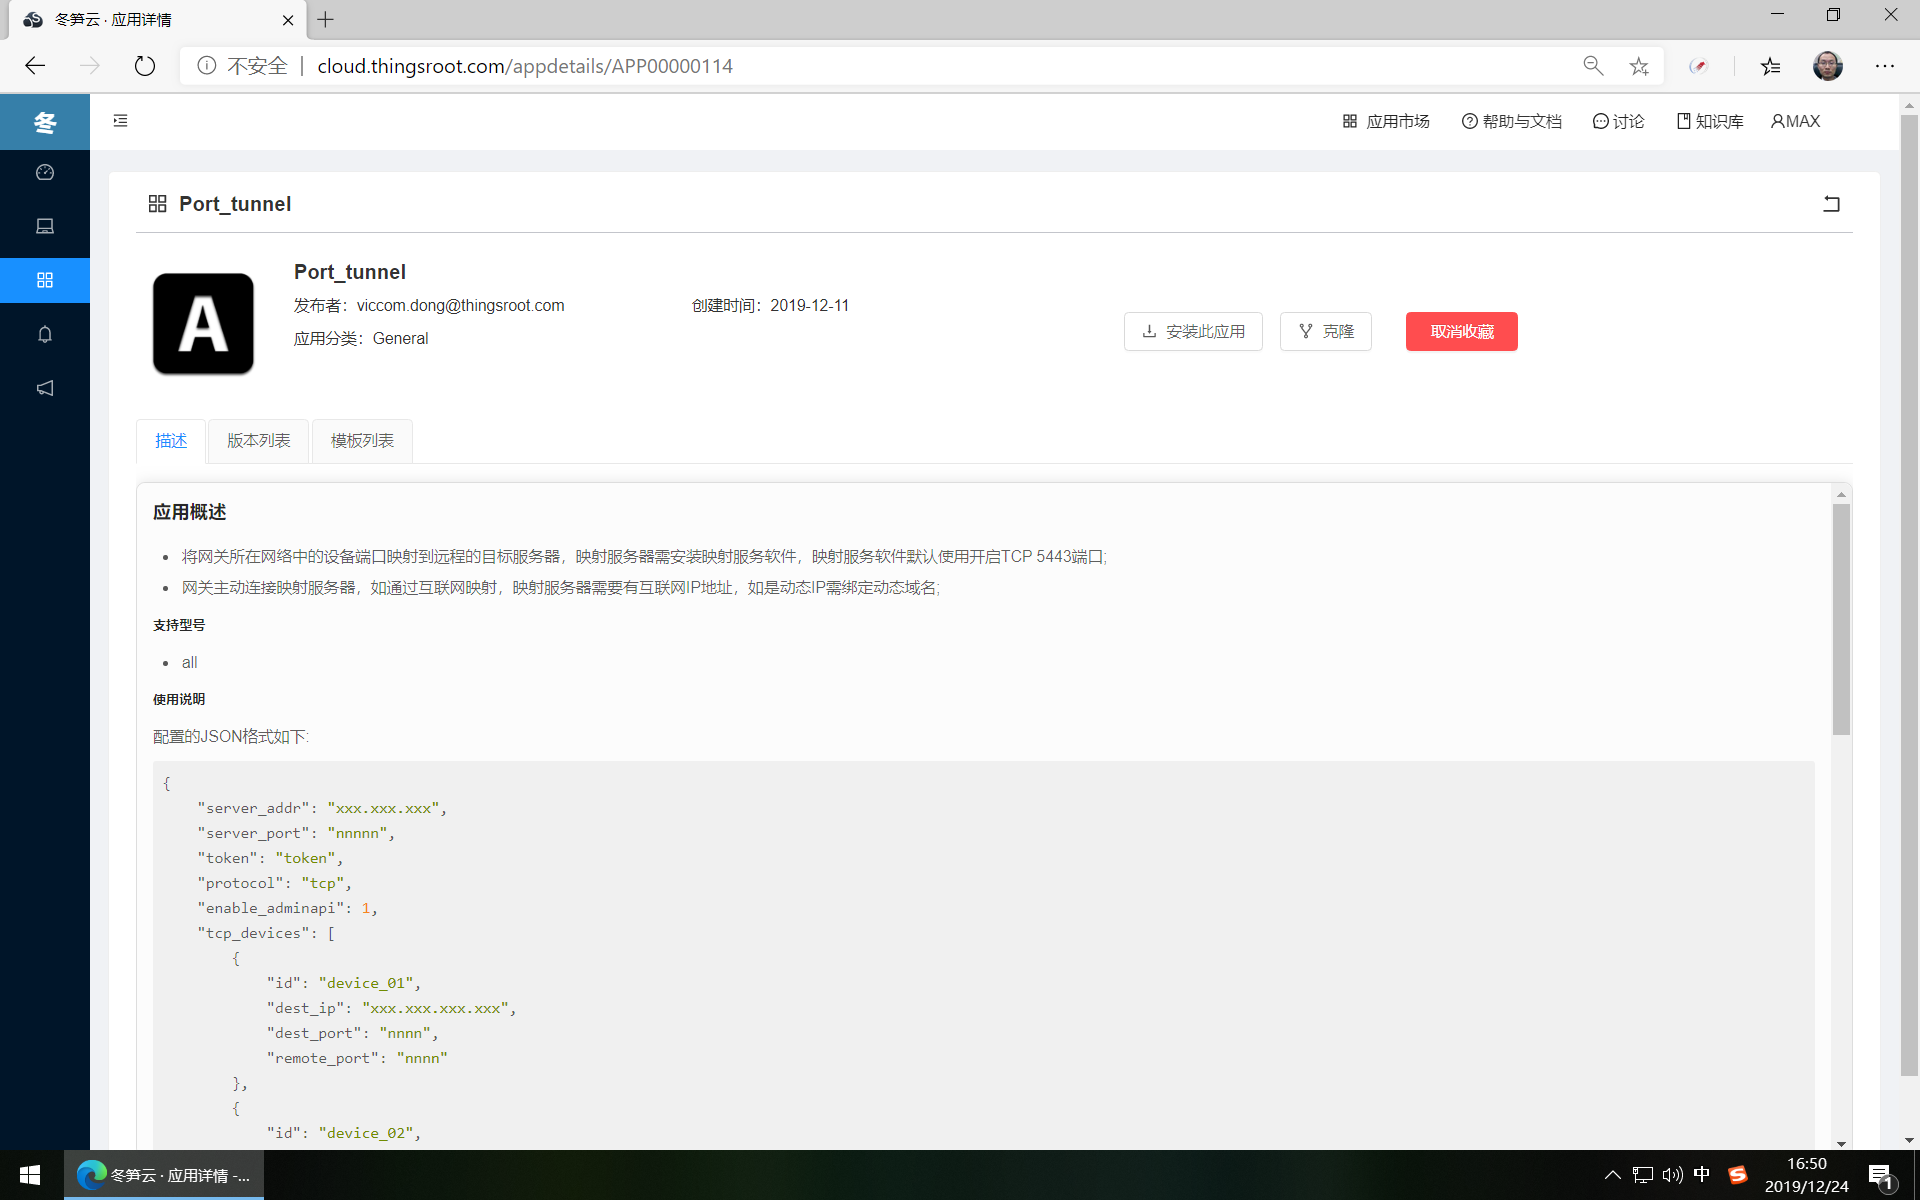 冬笋云 · 应用详情
不安全 | cloud.thingsroot.com/appdetails/APP00000114
冬
应用市场 帮助与文档 讨论 知识库 MAX
Port_tunnel
Port_tunnel
发布者：viccom.dong@thingsroot.com 创建时间：2019-12-11
应用分类：General
A
安装此应用 克隆 取消收藏
描述 版本列表 模板列表
应用概述
将网关所在网络中的设备端口映射到远程的目标服务器，映射服务器需安装映射服务软件，映射服务软件默认使用开启TCP 5443端口;
网关主动连接映射服务器，如通过互联网映射，映射服务器需要有互联网IP地址，如是动态IP需绑定动态域名;
支持型号
all
使用说明
配置的JSON格式如下:
{
"server_addr": "xxx.xxx.xxx",
"server_port": "nnnnn",
"token": "token",
"protocol": "tcp",
"enable_adminapi": 1,
"tcp_devices": [
{
"id": "device_01",
"dest_ip": "xxx.xxx.xxx.xxx",
"dest_port": "nnnn",
"remote_port": "nnnn"
},
{
"id": "device_02",
冬笋云 · 应用详情 -...
中
16:50
2019/12/24
1